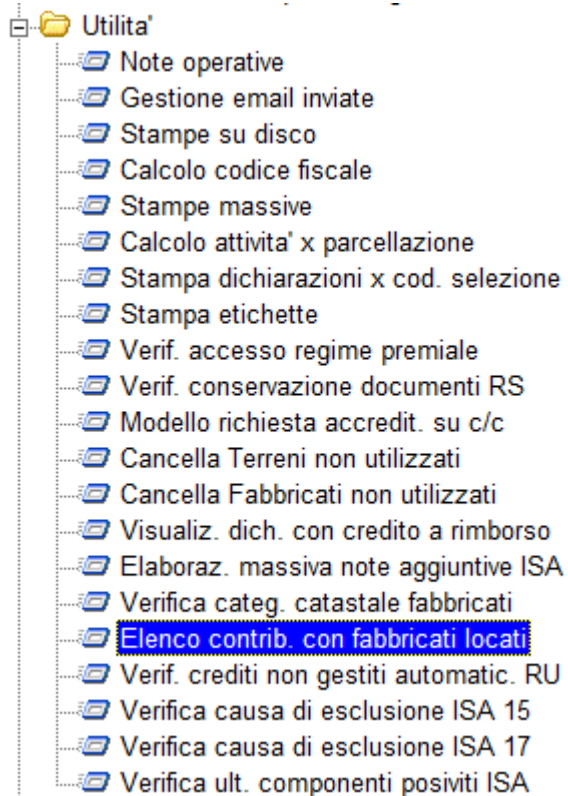 Utilita'
Note operative
Gestione email inviate
Stampe su disco
Calcolo codice fiscale
Stampe massive
Calcolo attivita' x parcellazione
Stampa dichiarazioni x cod. selezione
Stampa etichette
Verif. accesso regime premiale
Verif. conservazione documenti RS
Modello richiesta accredit. su c/c
Cancella Terreni non utilizzati
Cancella Fabbricati non utilizzati
Visualiz. dich. con credito a rimborso
Elaboraz. massiva note aggiuntive ISA
Verifica categ. catastale fabbricati
Elenco contrib. con fabbricati locati
Verif. crediti non gestiti automatic. RU
Verifica causa di esclusione ISA 15
Verifica causa di esclusione ISA 17
Verifica ult. componenti posiviti ISA